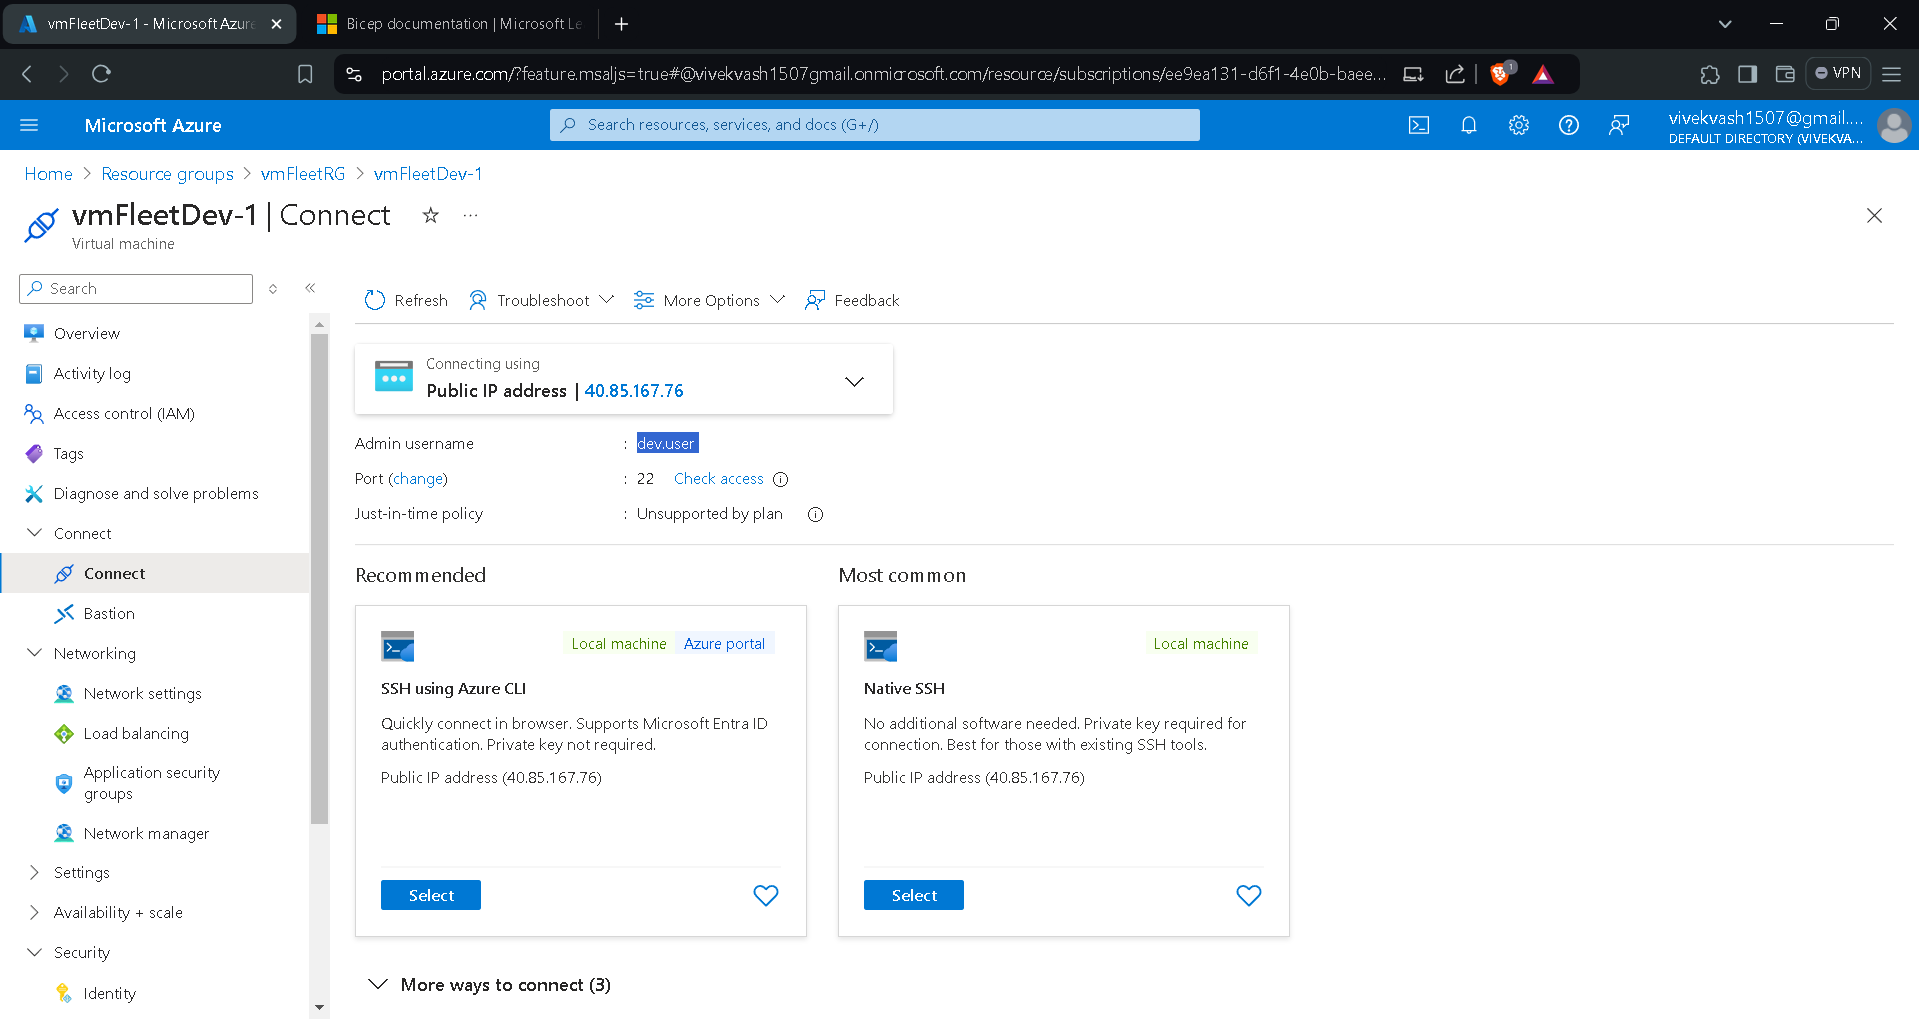 vmFleetDev-1 - Microsoft Azure
Bicep documentation | Microsoft Le
portal.azure.com/?feature.msaljs=true#@vivekvash1507gmail.onmicrosoft.com/resource/subscriptions/ee9ea131-d6f1-4e0b-baee...
1
VPN
Microsoft Azure
Search resources, services, and docs (G+/)
vivekvash1507@gmail....
DEFAULT DIRECTORY (VIVEKVA...
Home > Resource groups > vmFleetRG > vmFleetDev-1
vmFleetDev-1 | Connect
...
Virtual machine
Search
Refresh
Troubleshoot
More Options
Feedback
Overview
Activity log
Access control (IAM)
Tags
Diagnose and solve problems
Connect
Connect
Bastion
Networking
Network settings
Load balancing
Application security
groups
Network manager
Settings
Availability + scale
Security
Identity
Connecting using
Public IP address | 40.85.167.76
Admin username : dev.user
Port (change) : 22 Check access
Just-in-time policy : Unsupported by plan
Recommended
Local machine Azure portal
SSH using Azure CLI
Quickly connect in browser. Supports Microsoft Entra ID
authentication. Private key not required.
Public IP address (40.85.167.76)
Select
Most common
Local machine
Native SSH
No additional software needed. Private key required for
connection. Best for those with existing SSH tools.
Public IP address (40.85.167.76)
Select
More ways to connect (3)